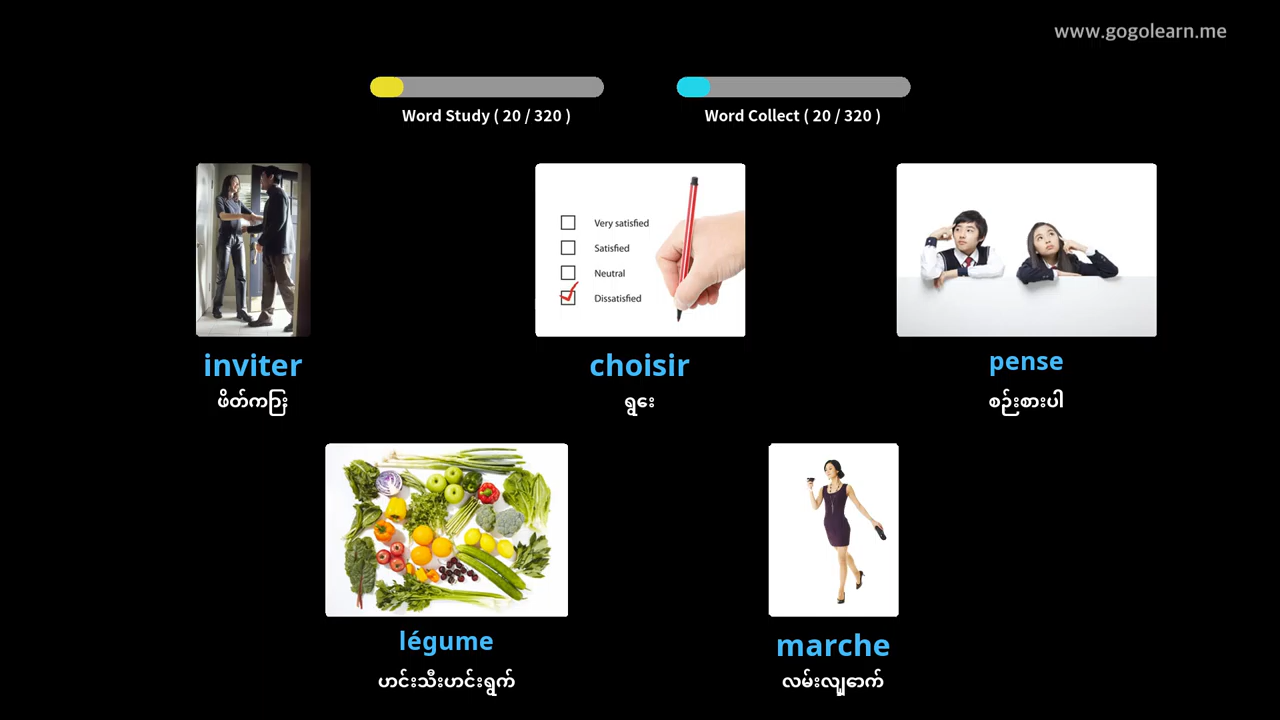 www.gogolearn.me
Word Study ( 20 / 320 )
Word Collect ( 20 / 320 )
Very satisfied
Satisfied
Neutral
Dissatisfied
inviter
ဖိတ်ကြား
choisir
ရွေး
pense
စဉ်းစားပါ
légume
ဟင်းသီးဟင်းရွက်
marche
လမ်းလျှောက်